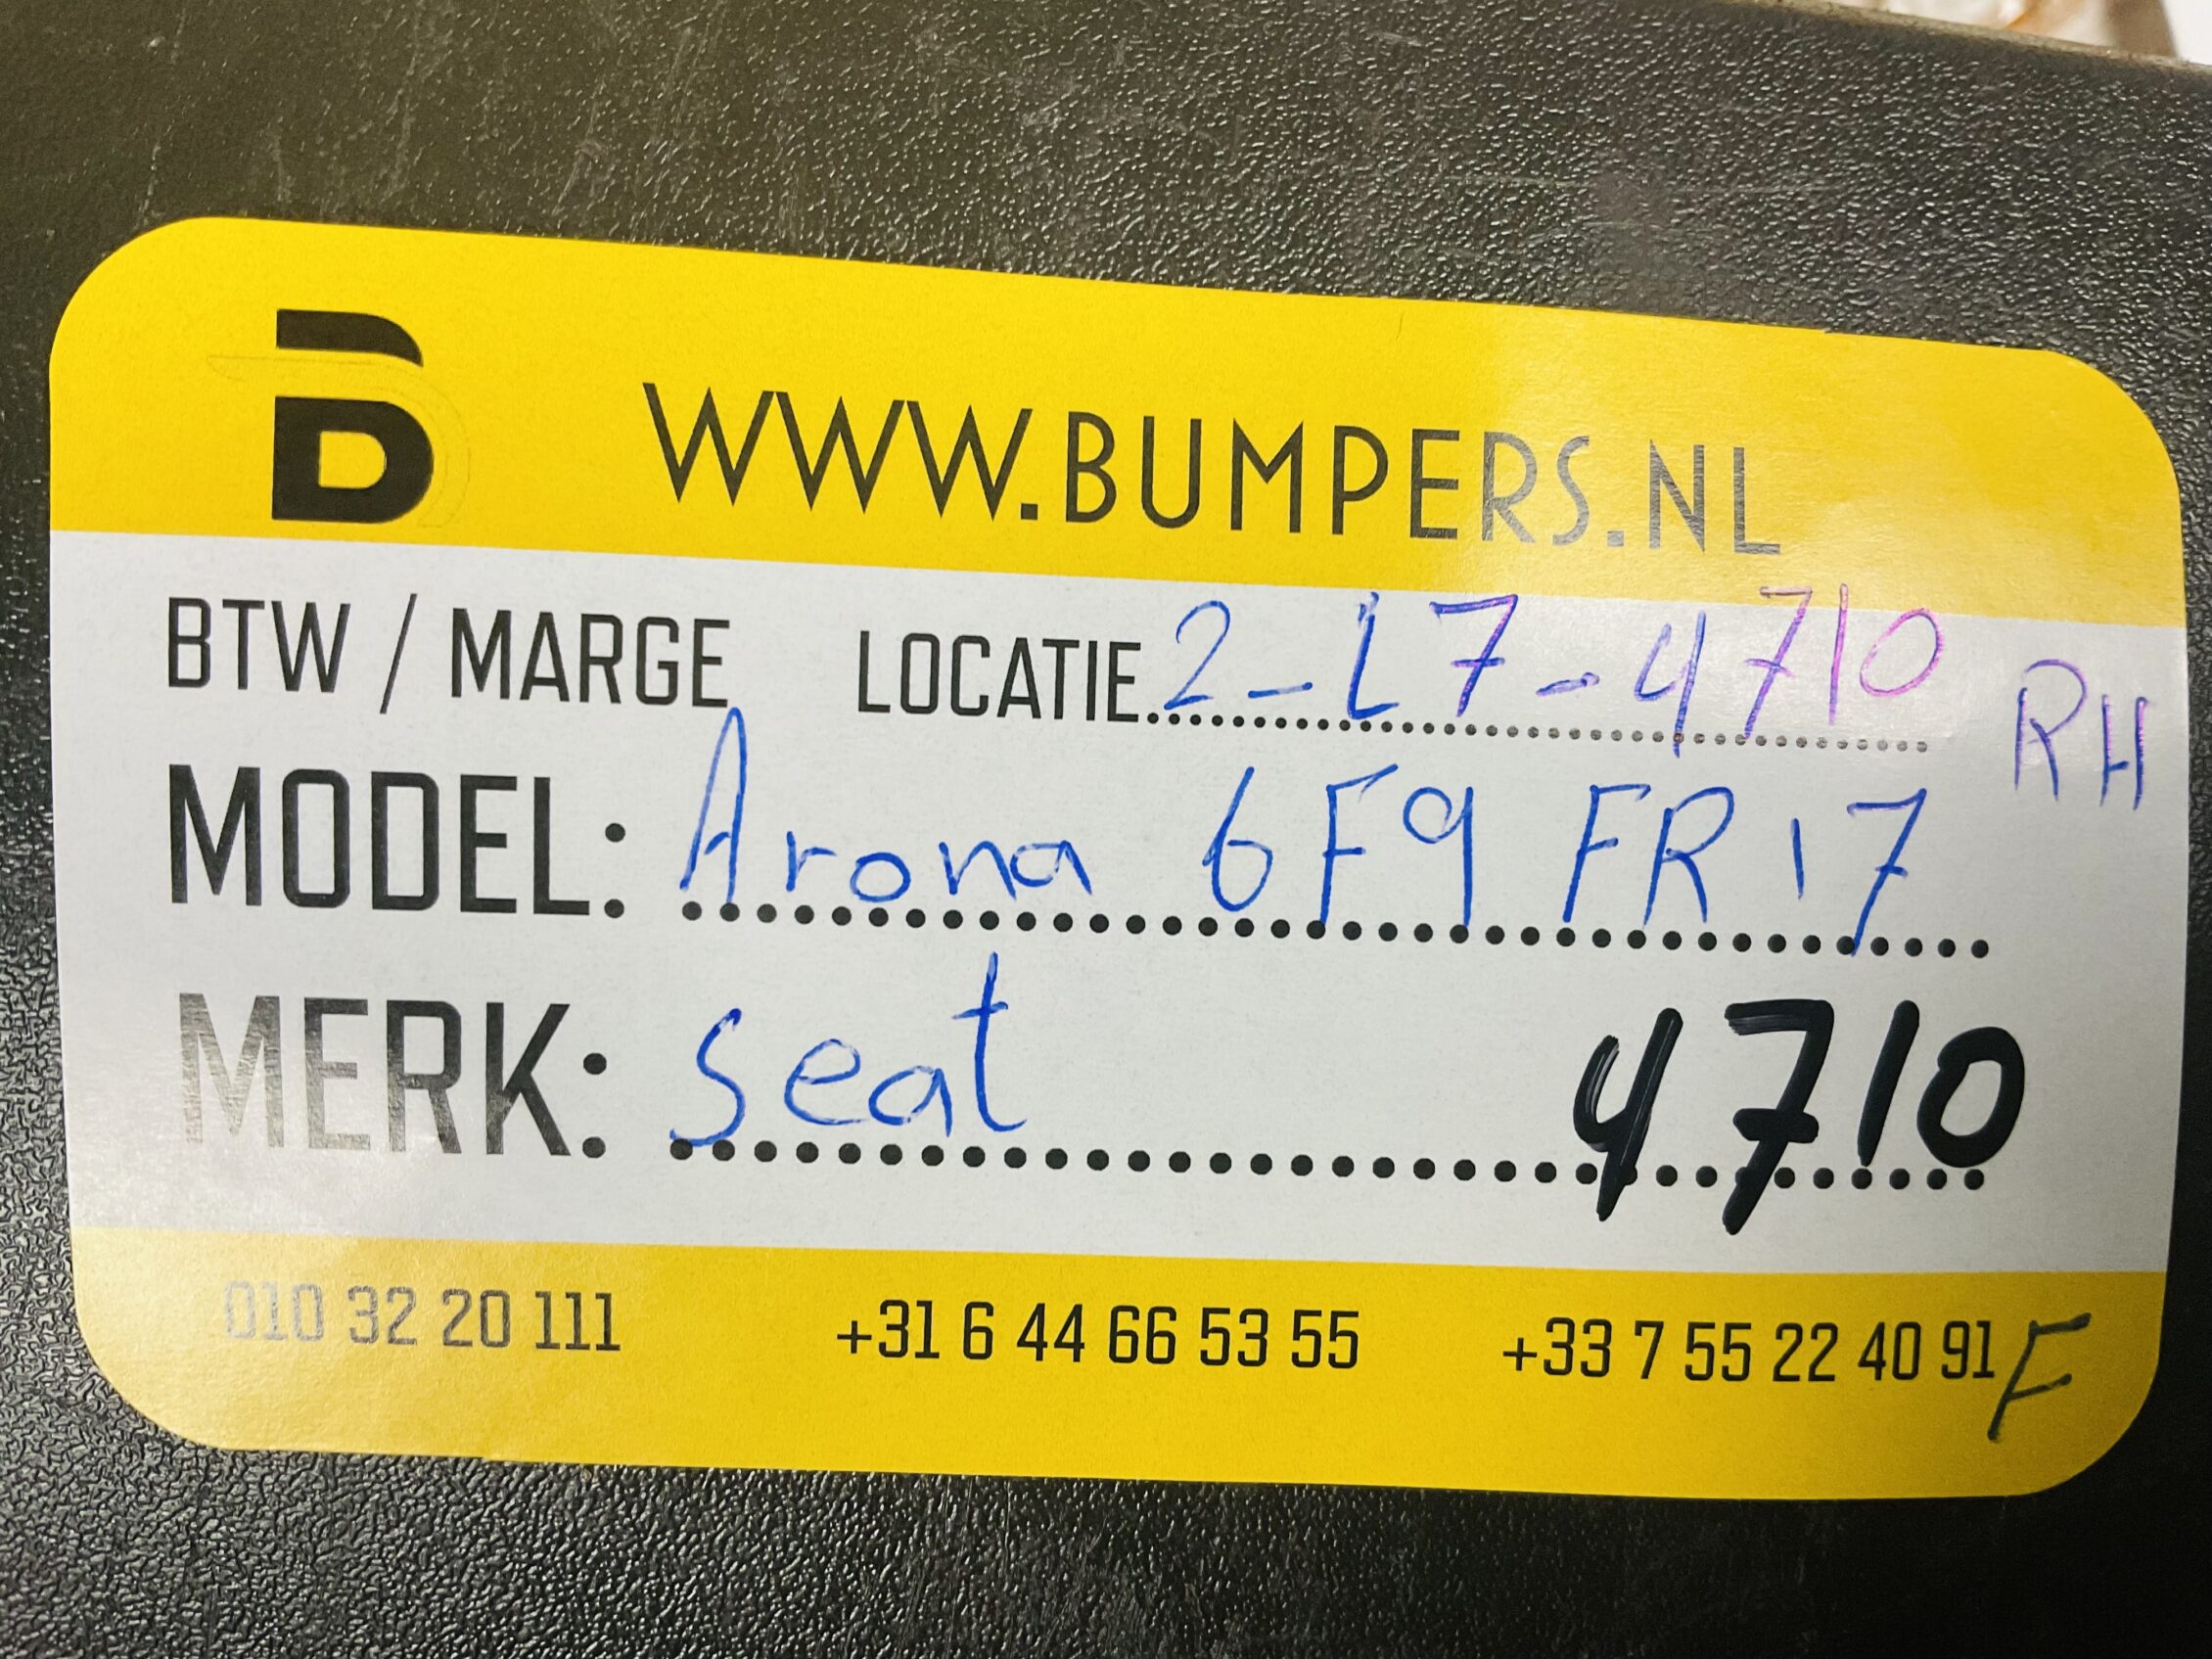 B WWW.BUMPERS.NL
BTW / MARGE LOCATIE 2-L7-4710 RH
MODEL: Arona 6F9 FR 17
MERK: seat 4710
010 32 20 111 +31 6 44 66 53 55 +33 7 55 22 40 91 F